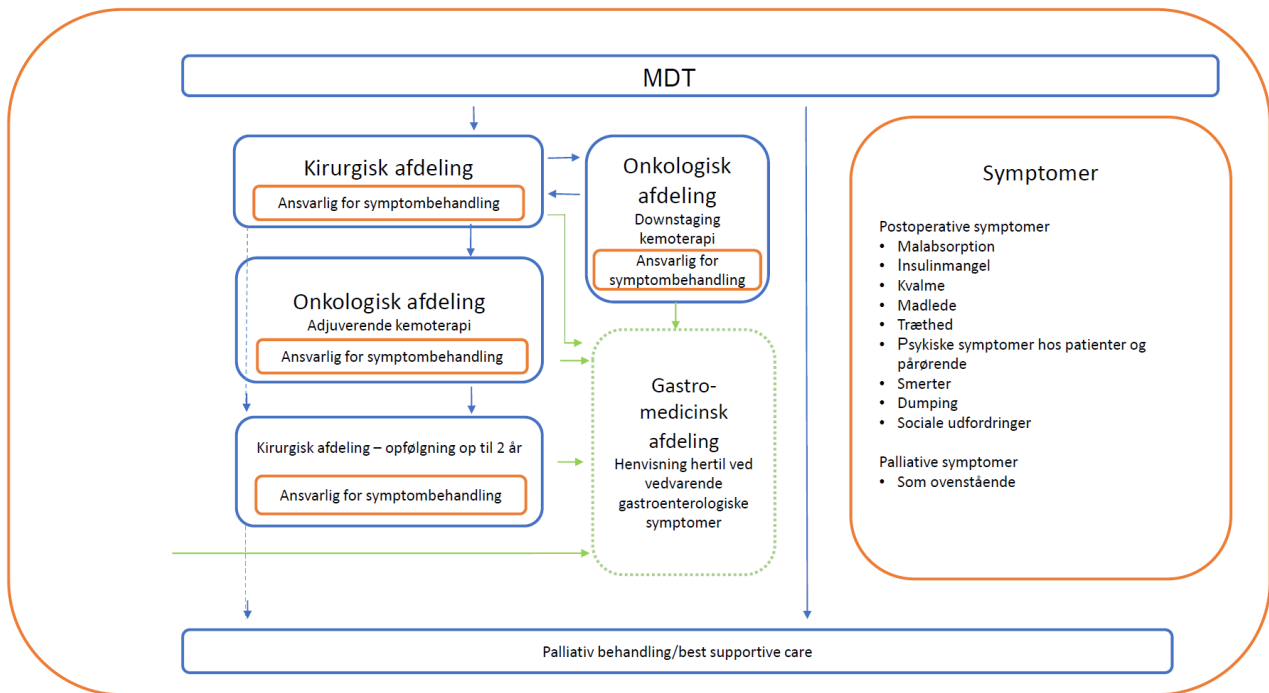 MDT
Kirurgisk afdeling
Ansvarlig for symptombehandling
Onkologisk
afdeling
Downstaging
kemoterapi
Ansvarlig for
symptombehandling
Onkologisk afdeling
Adjuverende kemoterapi
Ansvarlig for symptombehandling
Kirurgisk afdeling – opfølgning op til 2 år
Ansvarlig for symptombehandling
Gastro-
medicinsk
afdeling
Henvisning hertil ved
vedvarende
gastroenterologiske
symptomer
Symptomer
Postoperative symptomer
• Malabsorption
• Insulinmangel
• Kvalme
• Madlede
• Træthed
• Psykiske symptomer hos patienter og
pårørende
• Smerter
• Dumping
• Sociale udfordringer
Palliative symptomer
• Som ovenstående
Palliativ behandling/best supportive care